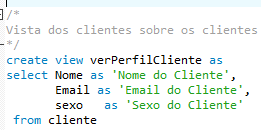 /*
Vista dos clientes sobre os clientes
*/
create view verPerfilCliente as
select Nome as 'Nome do Cliente',
Email as 'Email do Cliente',
sexo as 'Sexo do Cliente'
from cliente